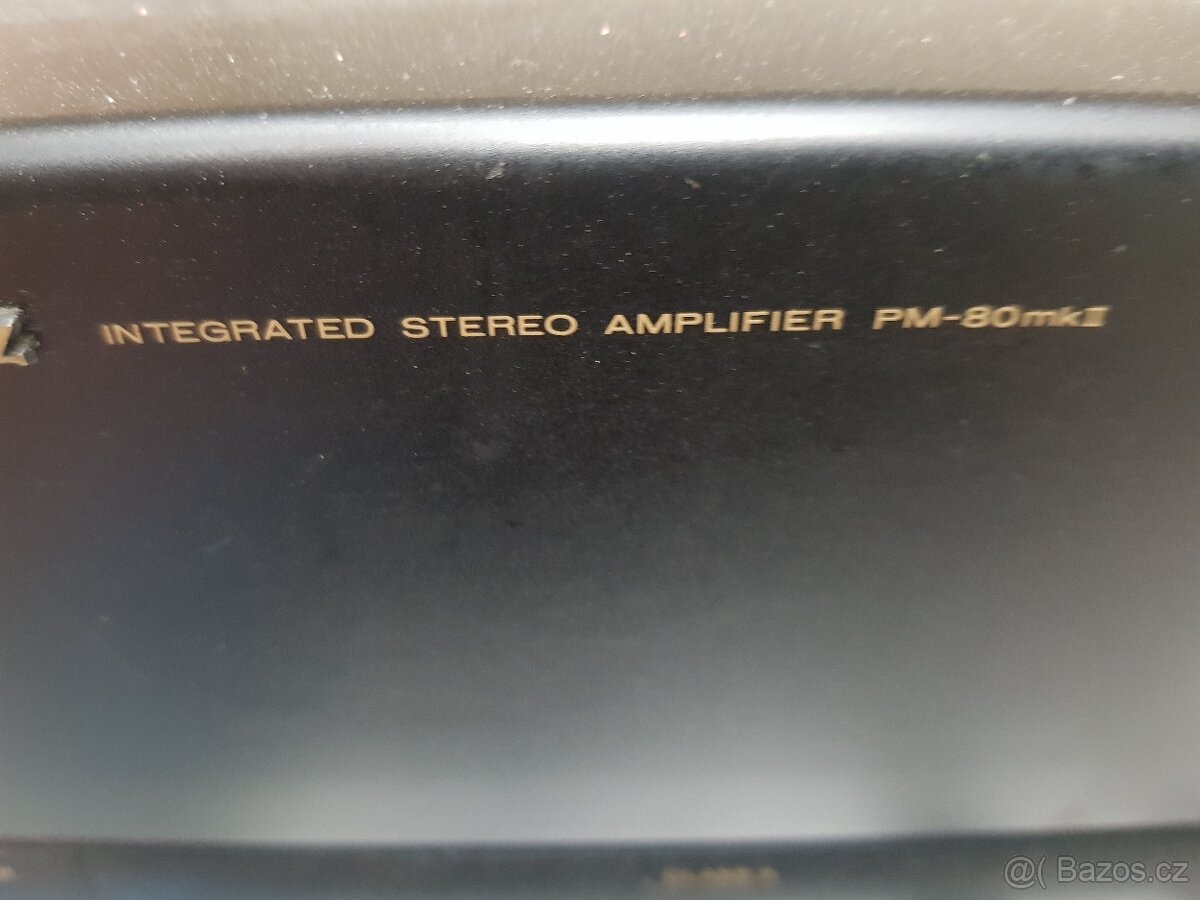 INTEGRATED STEREO AMPLIFIER PM-80mkII
@( Bazos.cz